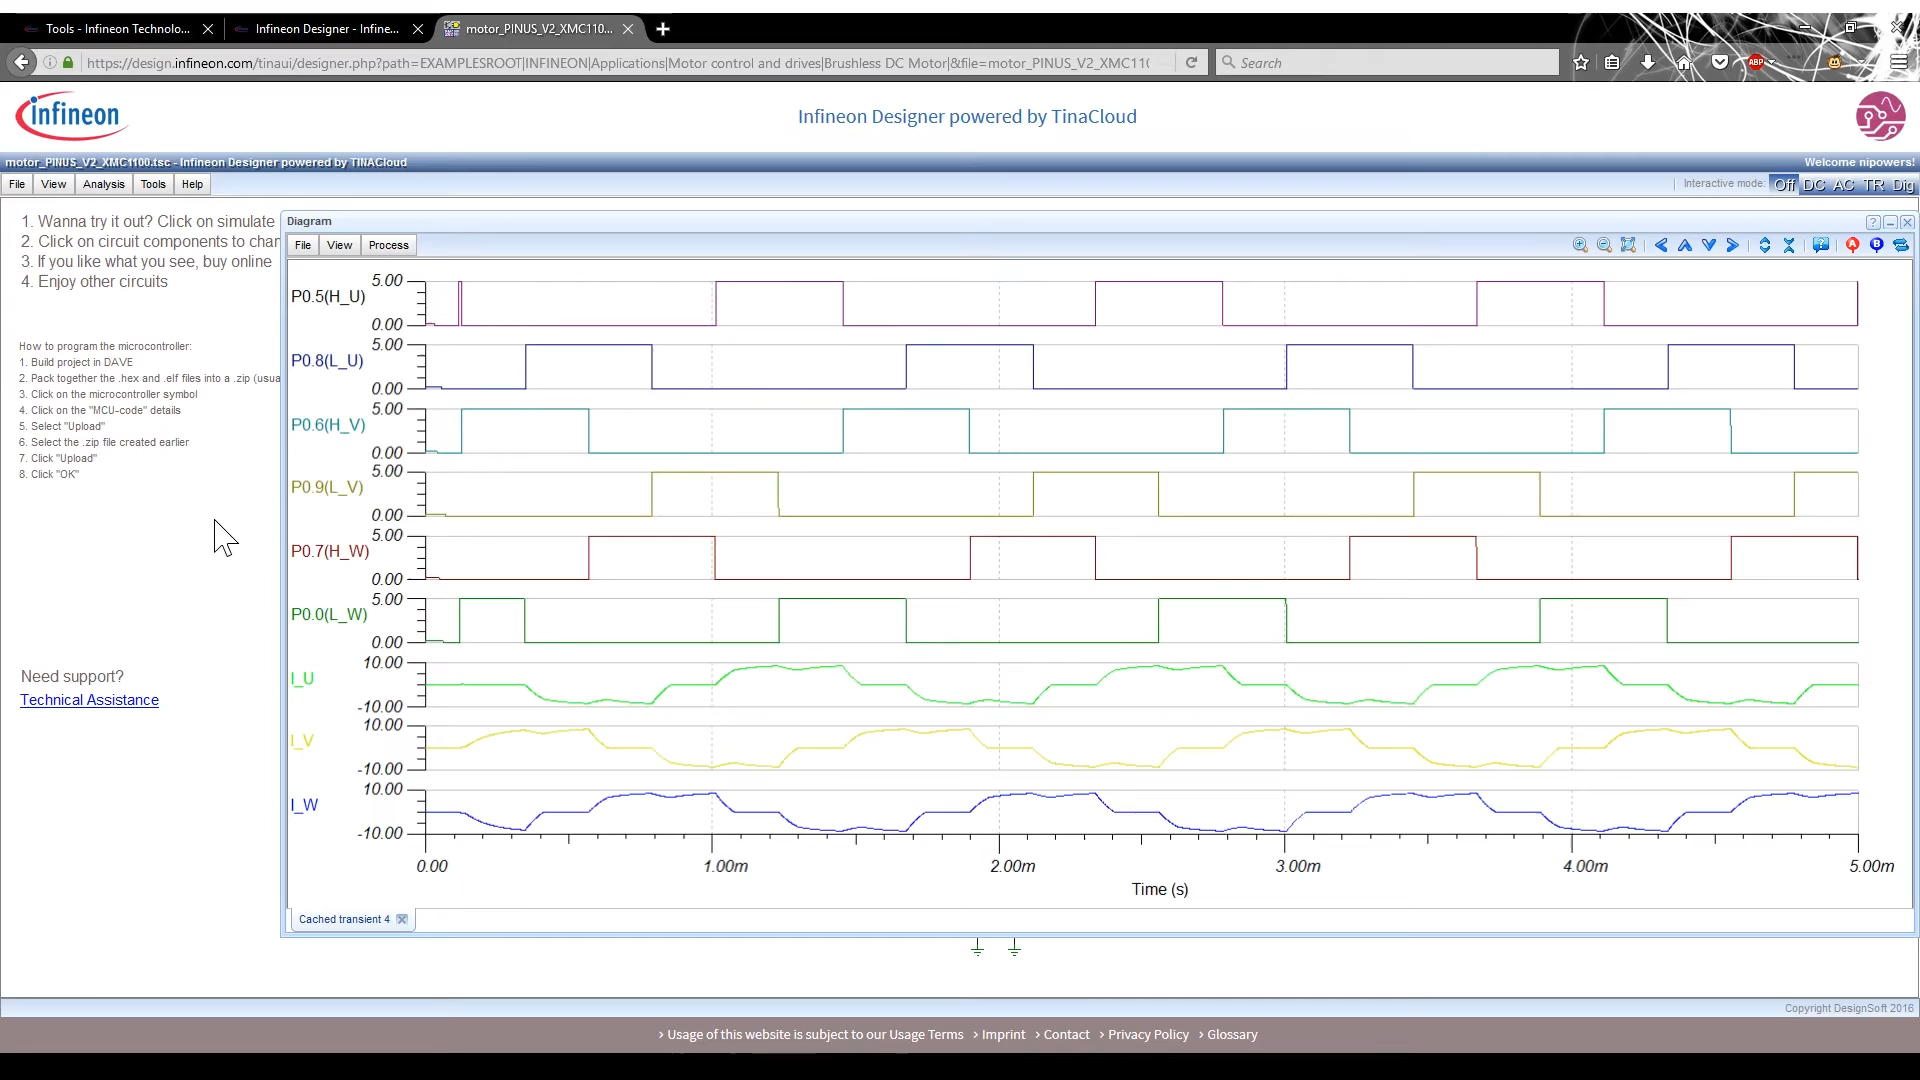 Tools - Infineon Technolo...
Infineon Designer - Infine...
motor_PINUS_V2_XMC110...
https://design.infineon.com/tinaui/designer.php?path=EXAMPLESROOT|INFINEON|Applications|Motor control and drives|Brushless DC Motor|&file=motor_PINUS_V2_XMC11
Search
ABP
infineon
Infineon Designer powered by TinaCloud
motor_PINUS_V2_XMC1100.tsc - Infineon Designer powered by TINACloud
Welcome nipowers!
File View Analysis Tools Help
Interactive mode: Off DC AC TR Dig
1. Wanna try it out? Click on simulate
2. Click on circuit components to char
3. If you like what you see, buy online
4. Enjoy other circuits
How to program the microcontroller:
1. Build project in DAVE
2. Pack together the .hex and .elf files into a .zip (usua
3. Click on the microcontroller symbol
4. Click on the "MCU-code" details
5. Select "Upload"
6. Select the .zip file created earlier
7. Click "Upload"
8. Click "OK"
Need support?
Technical Assistance
Diagram
File View Process
A B
5.00
P0.5(H_U)
0.00
5.00
P0.8(L_U)
0.00
5.00
P0.6(H_V)
0.00
5.00
P0.9(L_V)
0.00
5.00
P0.7(H_W)
0.00
5.00
P0.0(L_W)
0.00
10.00
I_U
-10.00
10.00
I_V
-10.00
10.00
I_W
-10.00
0.00 1.00m 2.00m 3.00m 4.00m 5.00m
Time (s)
Cached transient 4
Copyright DesignSoft 2016
› Usage of this website is subject to our Usage Terms › Imprint › Contact › Privacy Policy › Glossary